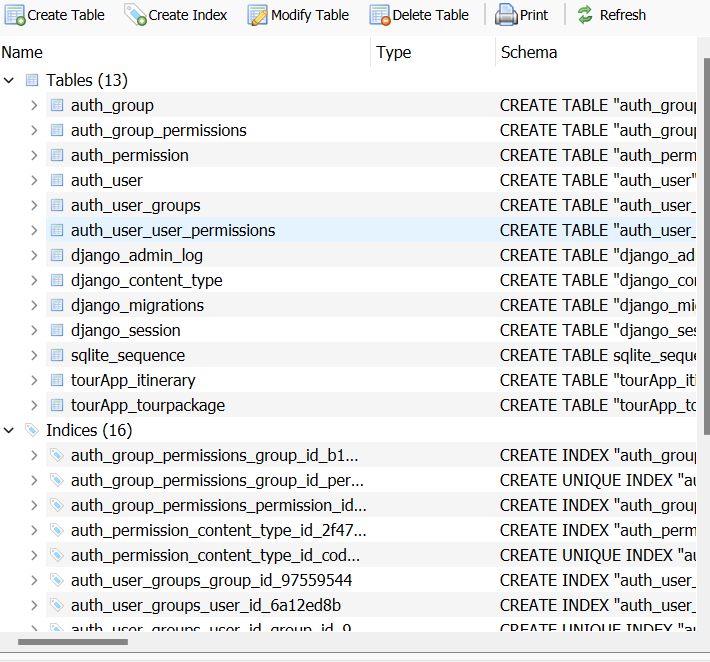 Create Table Create Index Modify Table Delete Table Print Refresh
Name Type Schema
Tables (13)
auth_group CREATE TABLE "auth_group
auth_group_permissions CREATE TABLE "auth_group
auth_permission CREATE TABLE "auth_perm
auth_user CREATE TABLE "auth_user"
auth_user_groups CREATE TABLE "auth_user_
auth_user_user_permissions CREATE TABLE "auth_user_
django_admin_log CREATE TABLE "django_ad
django_content_type CREATE TABLE "django_co
django_migrations CREATE TABLE "django_mi
django_session CREATE TABLE "django_ses
sqlite_sequence CREATE TABLE sqlite_seque
tourApp_itinerary CREATE TABLE "tourApp_it
tourApp_tourpackage CREATE TABLE "tourApp_to
Indices (16)
auth_group_permissions_group_id_b1... CREATE INDEX "auth_group
auth_group_permissions_group_id_per... CREATE UNIQUE INDEX "au
auth_group_permissions_permission_id... CREATE INDEX "auth_group
auth_permission_content_type_id_2f47... CREATE INDEX "auth_perm
auth_permission_content_type_id_cod... CREATE UNIQUE INDEX "au
auth_user_groups_group_id_97559544 CREATE INDEX "auth_user_
auth_user_groups_user_id_6a12ed8b CREATE INDEX "auth_user_
auth_user_groups_user_id_group_id_9... CREATE UNIQUE INDEX "au